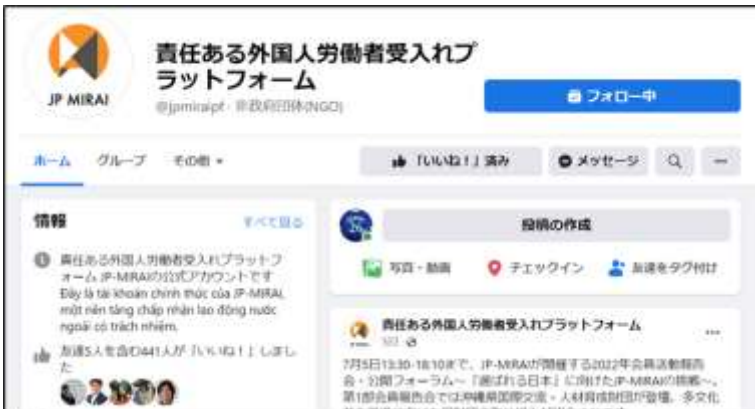 責任ある外国人労働者受入れプ
ラットフォーム
JP MIRAI
@jpmiraipf · 非政府団体(NGO)
フォロー中
ホーム
グループ
その他
「いいね！」済み
メッセージ
情報
すべて見る
責任ある外国人労働者受入れプラットフ
ォーム JP-MIRAIの公式アカウントです
Đây là tài khoản chính thức của JP-MIRAI,
một nền tảng chấp nhận lao động nước
ngoài có trách nhiệm.
友達5人を含む441人が「いいね！」しまし
た
投稿の作成
写真・動画
チェックイン
友達をタグ付け
責任ある外国人労働者受入れプラットフォーム
7月5日13:30-18:10まで、JP-MIRAIが開催する2022年会員活動報告
会・公開フォーラム～「選ばれる日本」に向けたJP-MIRAIの挑戦～。
第1部会員報告会では沖縄県国際交流・人材育成財団が登壇、多文化